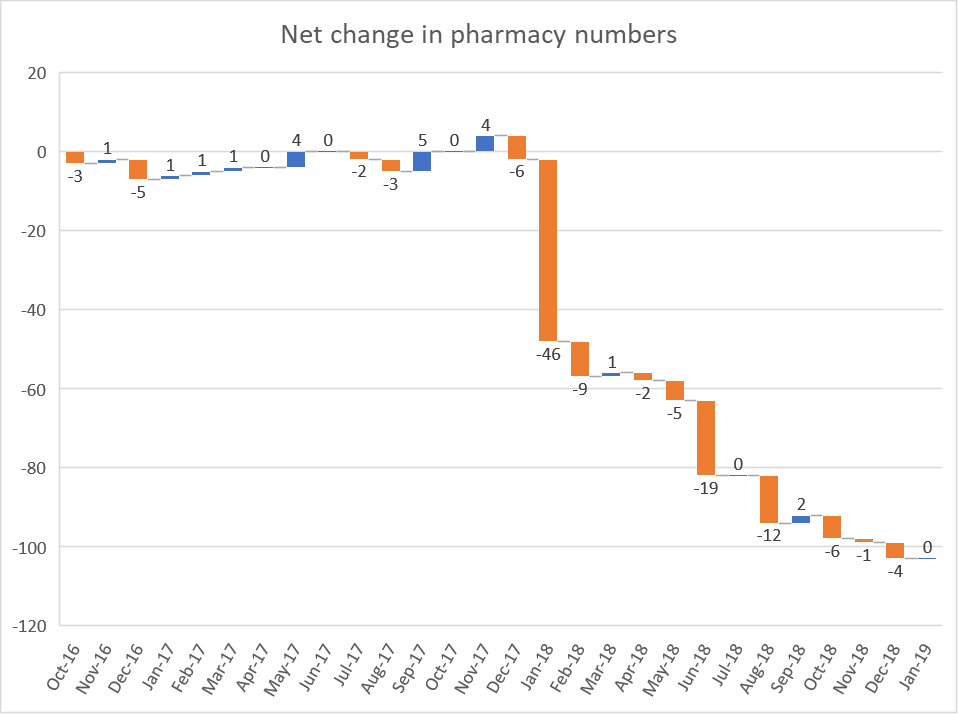 Net change in pharmacy numbers
20
0
-20
-40
-60
-80
-100
-120
-3
1
-5
1
1
1
0
4
0
-2
-3
5
0
4
-6
-46
-9
1
-2
-5
-19
0
-12
2
-6
-1
-4
0
Oct-16
Nov-16
Dec-16
Jan-17
Feb-17
Mar-17
Apr-17
May-17
Jun-17
Jul-17
Aug-17
Sep-17
Oct-17
Nov-17
Dec-17
Jan-18
Feb-18
Mar-18
Apr-18
May-18
Jun-18
Jul-18
Aug-18
Sep-18
Oct-18
Nov-18
Dec-18
Jan-19